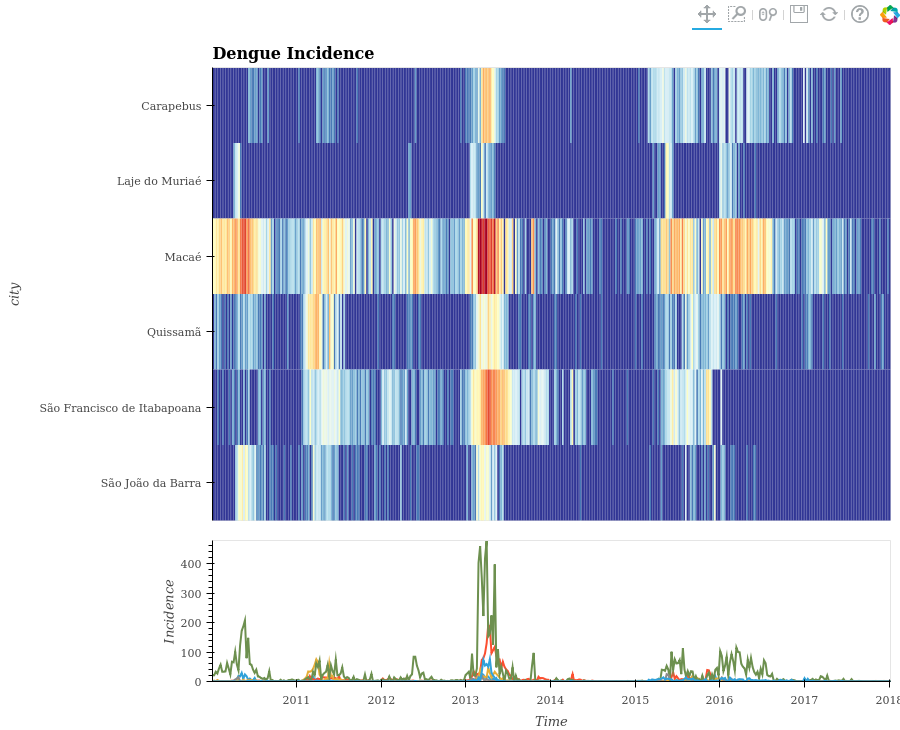 Dengue Incidence
Carapebus
Laje do Muriaé
Macaé
Quissamã
São Francisco de Itabapoana
São João da Barra
city
400
300
200
100
0
Incidence
2011
2012
2013
2014
2015
2016
2017
2018
Time